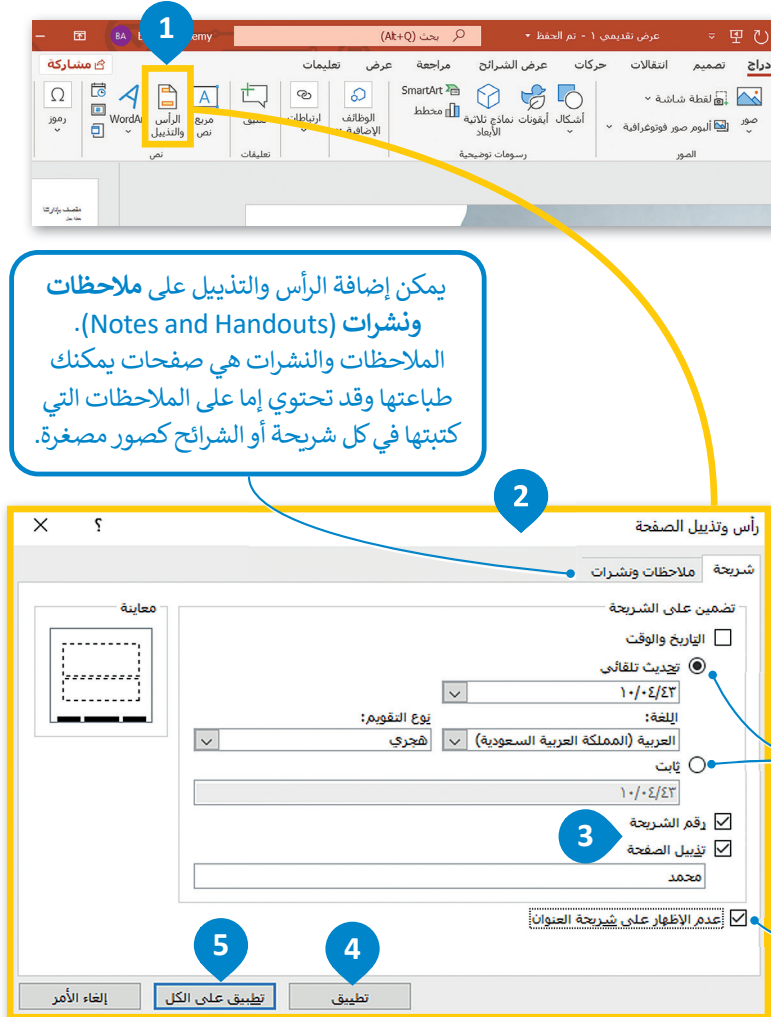 1
عرض تقديمي ١ - تم الحفظ
بحث (Alt+Q)
BA
emy
دراج
تصميم
انتقالات
حركات
عرض الشرائح
مراجعة
عرض
تعليمات
مشاركة
صور
لقطة شاشة
ألبوم صور فوتوغرافية
الصور
أشكال
أيقونات
نماذج ثلاثية
الأبعاد
SmartArt
مخطط
رسومات توضيحية
الوظائف
الإضافية
ارتباطات
تعليق
تعليقات
مربع
نص
الرأس
والتذييل
WordA
نص
رموز
يمكن إضافة الرأس والتذييل على ملاحظات
ونشرات (Notes and Handouts).
الملاحظات والنشرات هي صفحات يمكنك
طباعتها وقد تحتوي إما على الملاحظات التي
كتبتها في كل شريحة أو الشرائح كصور مصغرة.
2
رأس وتذييل الصفحة
؟
شريحة
ملاحظات ونشرات
تضمين على الشريحة
معاينة
التاريخ والوقت
تحديث تلقائي
١٠/٠٤/٤٣
اللغة:
نوع التقويم:
العربية (المملكة العربية السعودية)
هجري
ثابت
١٠/٠٤/٤٣
رقم الشريحة
3
تذييل الصفحة
محمد
عدم الإظهار على شريحة العنوان
4
5
تطبيق
تطبيق على الكل
إلغاء الأمر